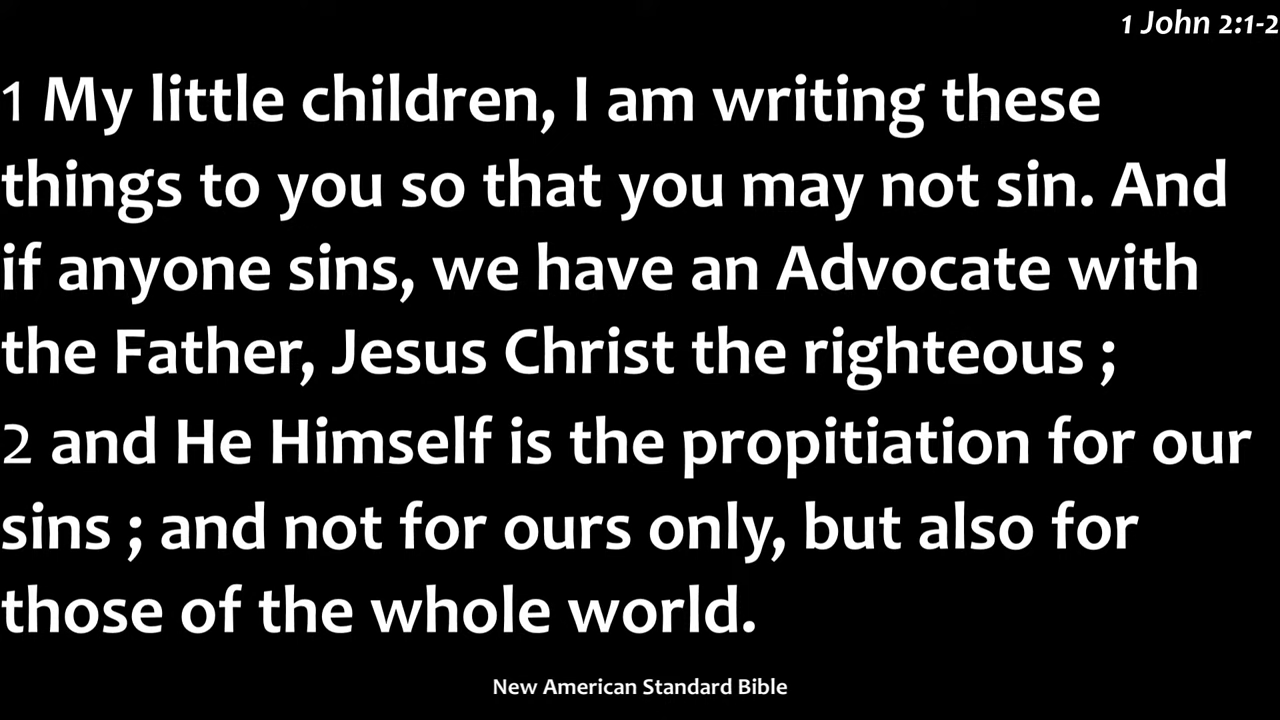 1 John 2:1-2
1 My little children, I am writing these
things to you so that you may not sin. And
if anyone sins, we have an Advocate with
the Father, Jesus Christ the righteous ;
2 and He Himself is the propitiation for our
sins ; and not for ours only, but also for
those of the whole world.
New American Standard Bible